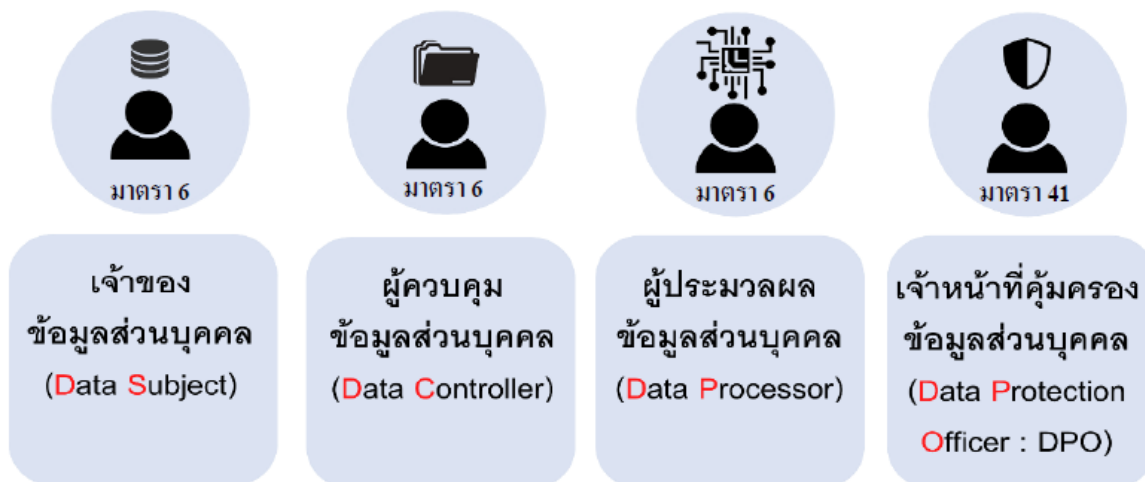 มาตรา 6
มาตรา 6
มาตรา 6
มาตรา 41
เจ้าของ
ข้อมูลส่วนบุคคล
(Data Subject)
ผู้ควบคุม
ข้อมูลส่วนบุคคล
(Data Controller)
ผู้ประมวลผล
ข้อมูลส่วนบุคคล
(Data Processor)
เจ้าหน้าที่คุ้มครอง
ข้อมูลส่วนบุคคล
(Data Protection
Officer : DPO)